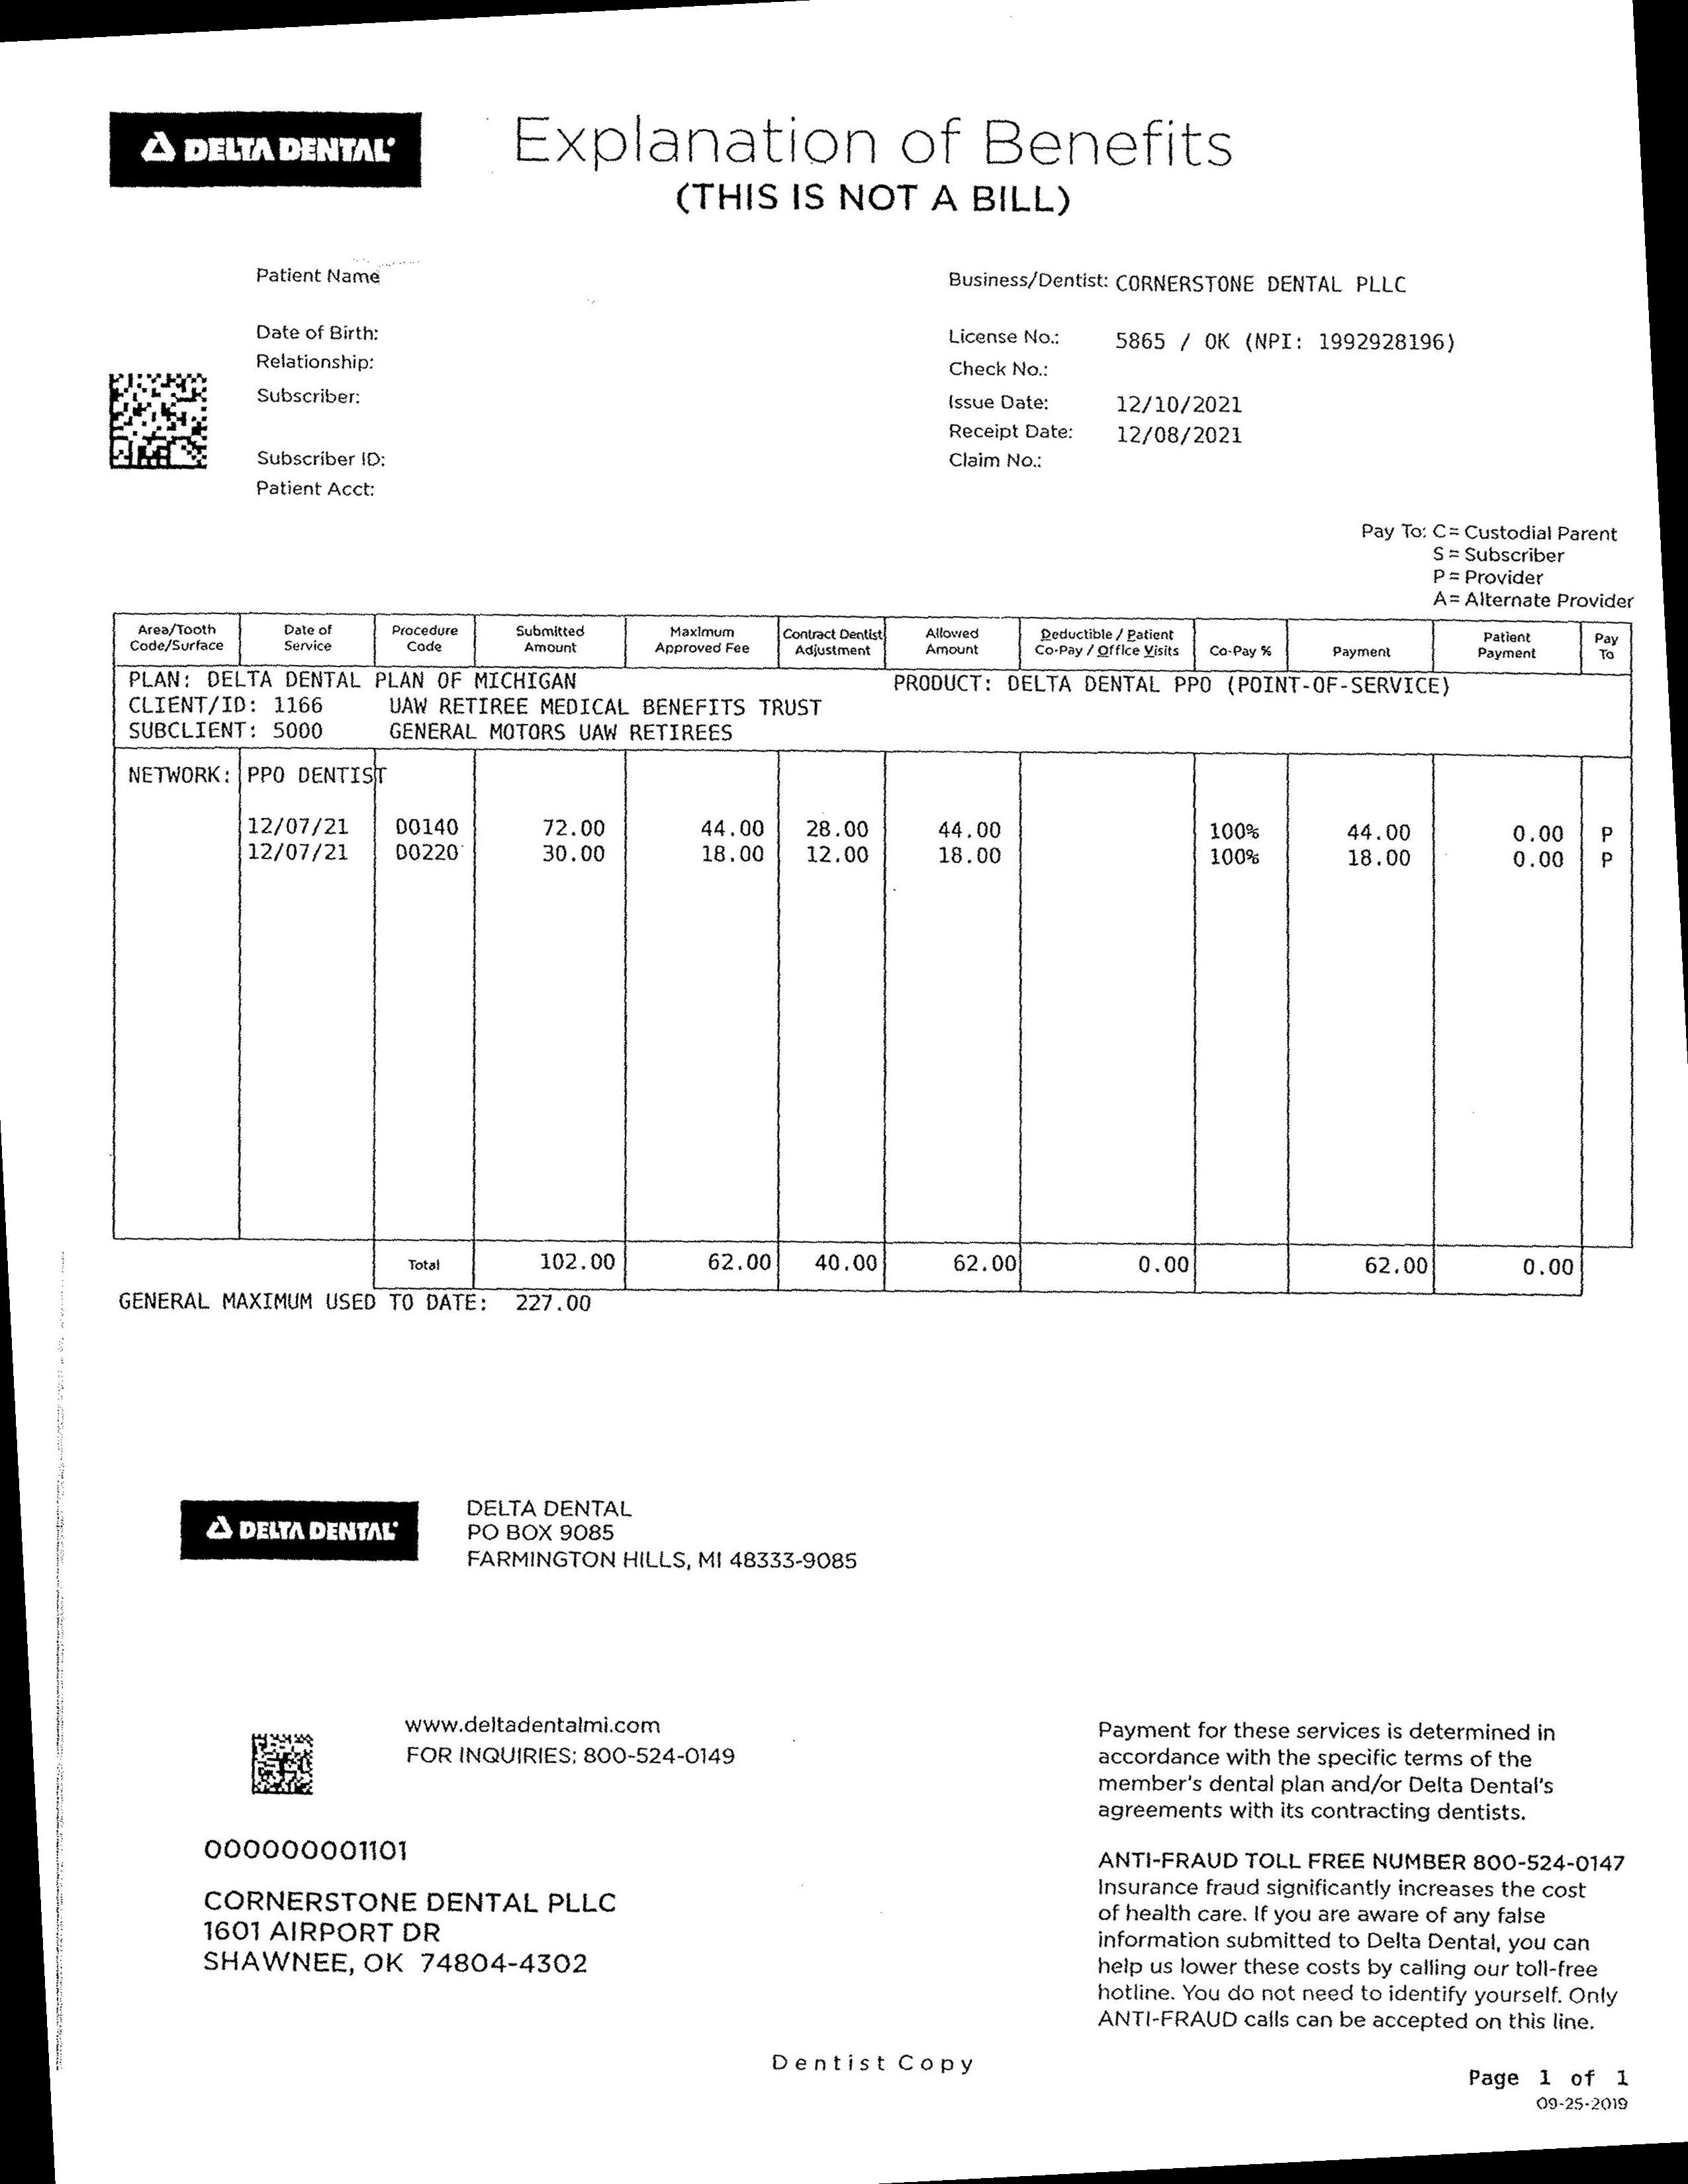 DELTA DENTAL
Explanation of Benefits
(THIS IS NOT A BILL)
Patient Name
Date of Birth:
Relationship:
Subscriber:
Subscriber ID:
Patient Acct:
Business/Dentist: CORNERSTONE DENTAL PLLC
License No.: 5865 / OK (NPI: 1992928196)
Check No.:
Issue Date: 12/10/2021
Receipt Date: 12/08/2021
Claim No.:
Pay To: C = Custodial Parent
S = Subscriber
P = Provider
A = Alternate Provider
Area/Tooth Code/Surface Date of Service Procedure Code Submitted Amount Maximum Approved Fee Contract Dentist Adjustment Allowed Amount Deductible / Patient Co-Pay / Office Visits Co-Pay % Payment Patient Payment Pay To
PLAN: DELTA DENTAL PLAN OF MICHIGAN PRODUCT: DELTA DENTAL PPO (POINT-OF-SERVICE)
CLIENT/ID: 1166 UAW RETIREE MEDICAL BENEFITS TRUST
SUBCLIENT: 5000 GENERAL MOTORS UAW RETIREES
NETWORK: PPO DENTIST
12/07/21 D0140 72.00 44.00 28.00 44.00 100% 44.00 0.00 P
12/07/21 D0220 30.00 18.00 12.00 18.00 100% 18.00 0.00 P
Total 102.00 62.00 40.00 62.00 0.00 62.00 0.00
GENERAL MAXIMUM USED TO DATE: 227.00
DELTA DENTAL
DELTA DENTAL
PO BOX 9085
FARMINGTON HILLS, MI 48333-9085
www.deltadentalmi.com
FOR INQUIRIES: 800-524-0149
000000001101
CORNERSTONE DENTAL PLLC
1601 AIRPORT DR
SHAWNEE, OK 74804-4302
Payment for these services is determined in
accordance with the specific terms of the
member's dental plan and/or Delta Dental's
agreements with its contracting dentists.
ANTI-FRAUD TOLL FREE NUMBER 800-524-0147
Insurance fraud significantly increases the cost
of health care. If you are aware of any false
information submitted to Delta Dental, you can
help us lower these costs by calling our toll-free
hotline. You do not need to identify yourself. Only
ANTI-FRAUD calls can be accepted on this line.
Dentist Copy
Page 1 of 1
09-25-2019